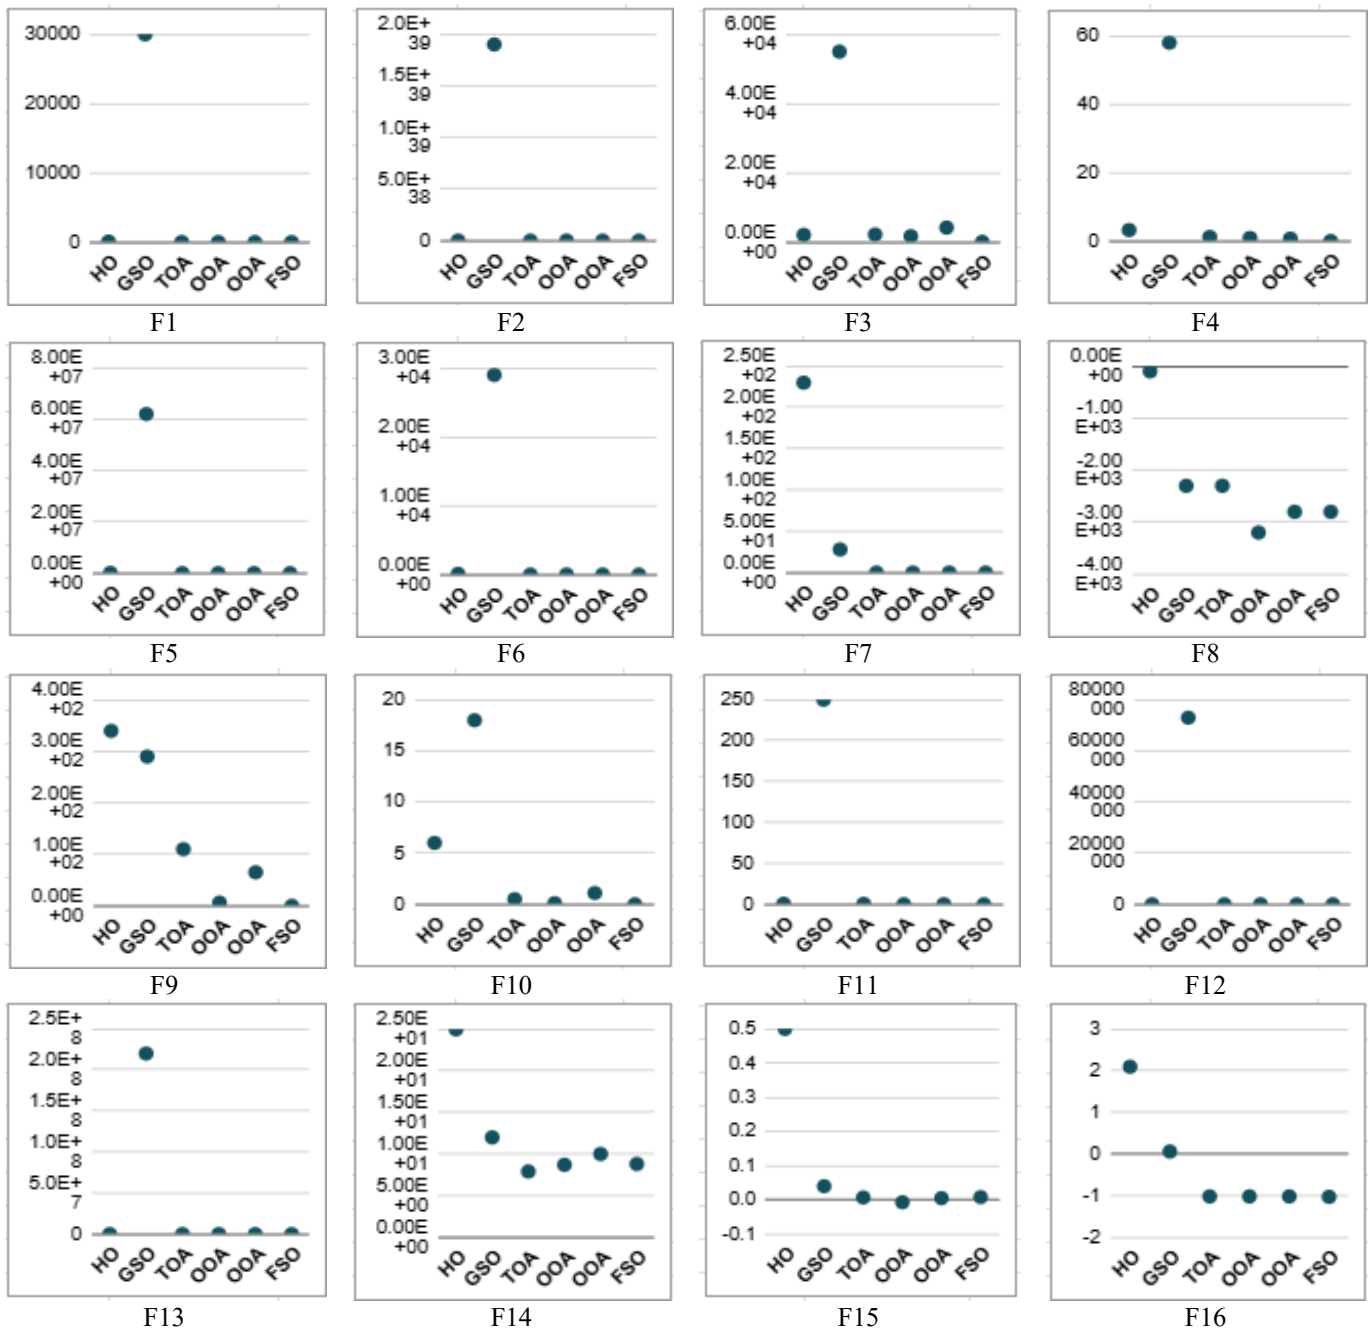 30000
20000
10000
0
HO GSO TOA OOA OOA FSO
F1
2.0E+
39
1.5E+
39
1.0E+
39
5.0E+
38
0
HO GSO TOA OOA OOA FSO
F2
6.00E
+04
4.00E
+04
2.00E
+04
0.00E
+00
HO GSO TOA OOA OOA FSO
F3
60
40
20
0
HO GSO TOA OOA OOA FSO
F4
8.00E
+07
6.00E
+07
4.00E
+07
2.00E
+07
0.00E
+00
HO GSO TOA OOA OOA FSO
F5
3.00E
+04
2.00E
+04
1.00E
+04
0.00E
+00
HO GSO TOA OOA OOA FSO
F6
2.50E
+02
2.00E
+02
1.50E
+02
1.00E
+02
5.00E
+01
0.00E
+00
HO GSO TOA OOA OOA FSO
F7
0.00E
+00
-1.00
E+03
-2.00
E+03
-3.00
E+03
-4.00
E+03
HO GSO TOA OOA OOA FSO
F8
4.00E
+02
3.00E
+02
2.00E
+02
1.00E
+02
0.00E
+00
HO GSO TOA OOA OOA FSO
F9
20
15
10
5
0
HO GSO TOA OOA OOA FSO
F10
250
200
150
100
50
0
HO GSO TOA OOA OOA FSO
F11
80000
000
60000
000
40000
000
20000
000
0
HO GSO TOA OOA OOA FSO
F12
2.5E+
8
2.0E+
8
1.5E+
8
1.0E+
8
5.0E+
7
0
HO GSO TOA OOA OOA FSO
F13
2.50E
+01
2.00E
+01
1.50E
+01
1.00E
+01
5.00E
+00
0.00E
+00
HO GSO TOA OOA OOA FSO
F14
0.5
0.4
0.3
0.2
0.1
0.0
-0.1
HO GSO TOA OOA OOA FSO
F15
3
2
1
0
-1
-2
HO GSO TOA OOA OOA FSO
F16